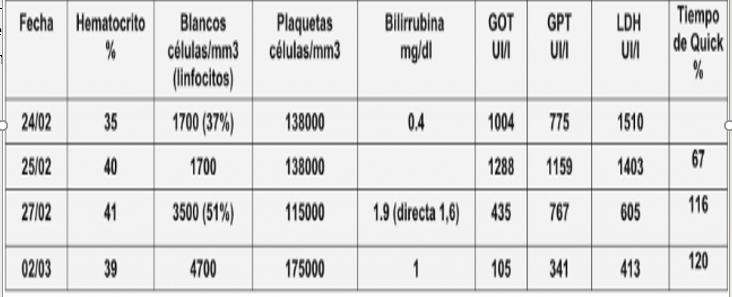 Fecha Hematocrito % Blancos células/mm3 (linfocitos) Plaquetas células/mm3 Bilirrubina mg/dl GOT UI/l GPT UI/l LDH UI/l Tiempo de Quick %
24/02 35 1700 (37%) 138000 0.4 1004 775 1510
25/02 40 1700 138000 1288 1159 1403 67
27/02 41 3500 (51%) 115000 1.9 (directa 1,6) 435 767 605 116
02/03 39 4700 175000 1 105 341 413 120